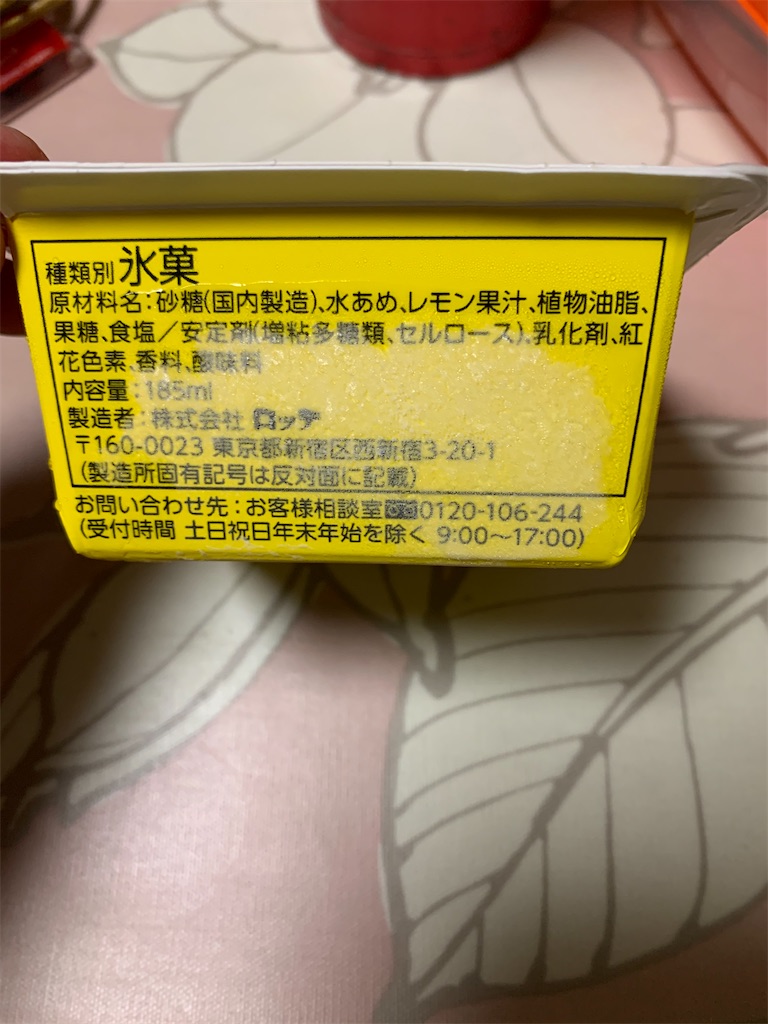 種類別 氷菓
原材料名:砂糖(国内製造)、水あめ、レモン果汁、植物油脂、
果糖、食塩/安定剤(増粘多糖類、セルロース)、乳化剤、紅
花色素、香料、酸味料
内容量:185ml
製造者:株式会社 ロッテ
〒160-0023 東京都新宿区西新宿3-20-1
(製造所固有記号は反対面に記載)
お問い合わせ先:お客様相談室 0120-106-244
(受付時間 土日祝日年末年始を除く 9:00〜17:00)